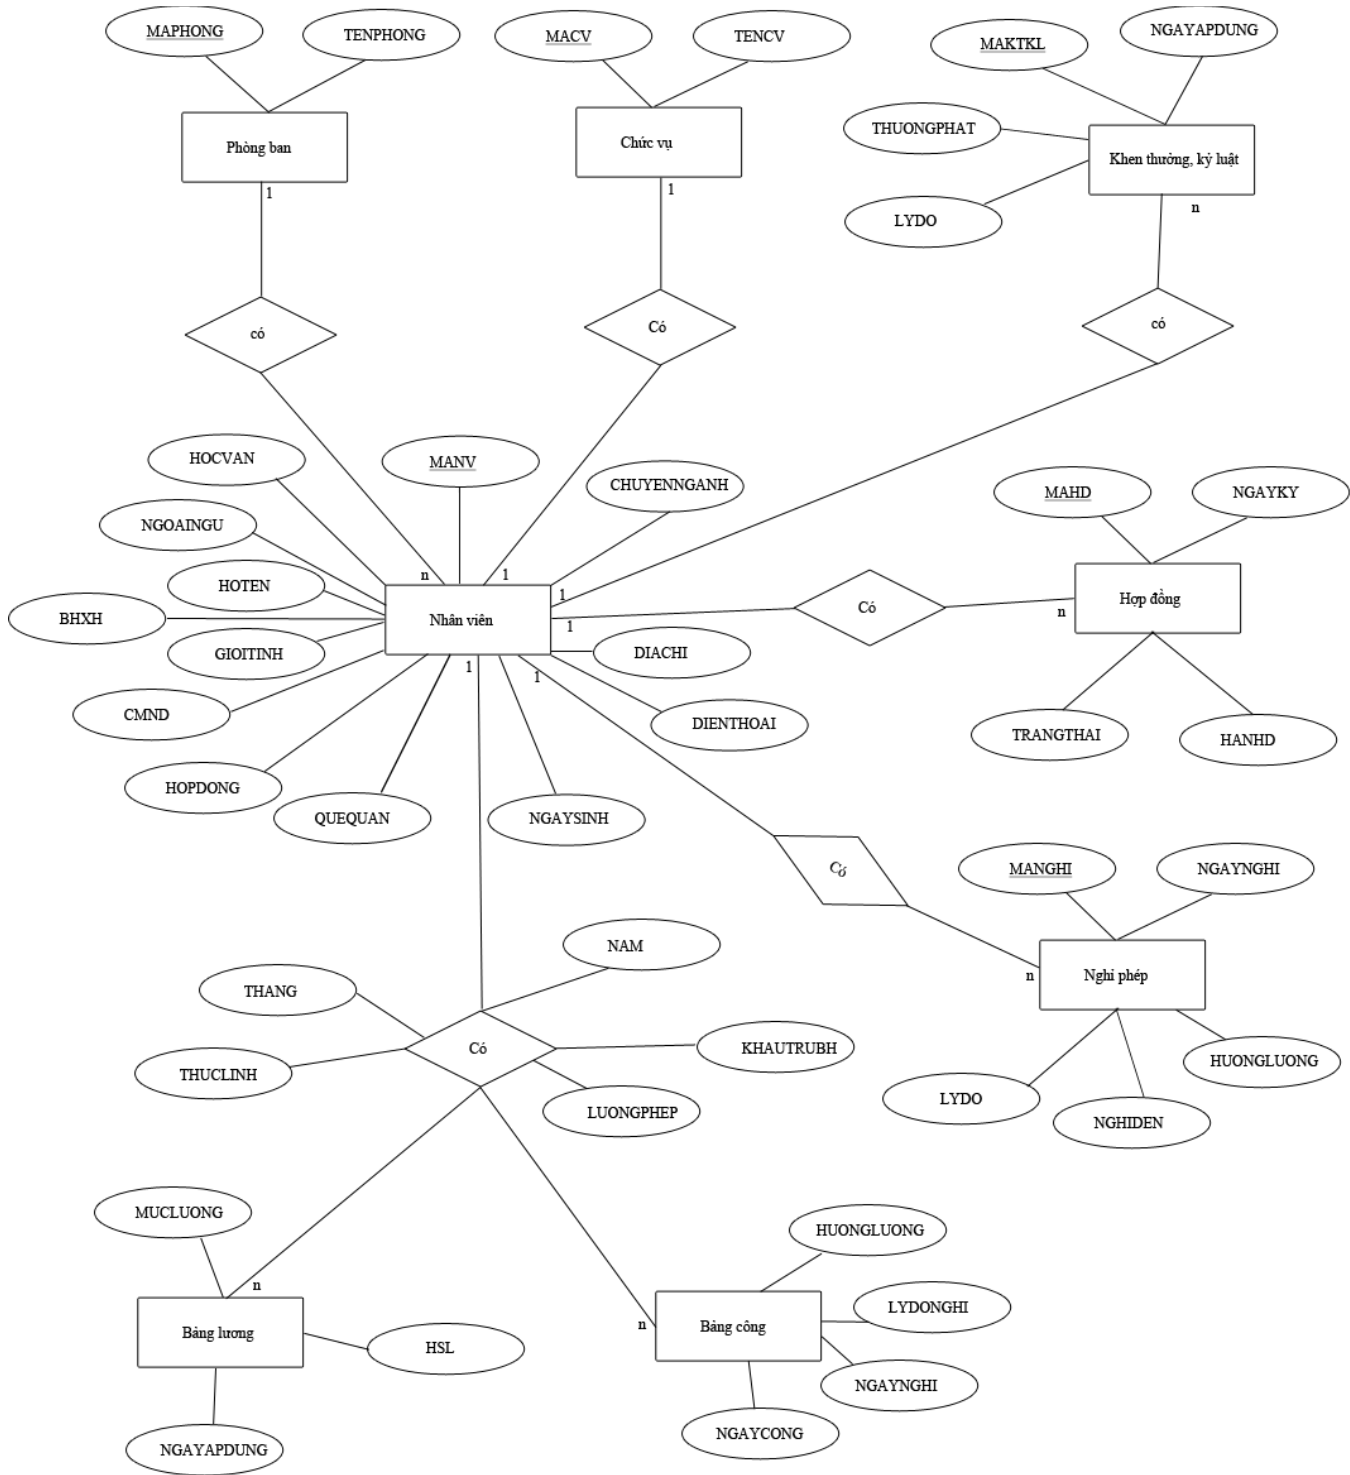 MAPHONG
TENPHONG
MACV
TENCV
MAKTKL
NGAYAPDUNG
THUONGPHAT
LYDO
Phòng ban
Chức vụ
Khen thưởng, kỷ luật
1
1
n
có
Có
có
HOCVAN
MANV
CHUYENNGANH
MAHD
NGAYKY
NGOAINGU
HOTEN
BHXH
GIOITINH
CMND
HOPDONG
QUEQUAN
NGAYSINH
DIACHI
DIENTHOAI
n
1
1
Nhân viên
1
1
1
Có
n
Hợp đồng
TRANGTHAI
HANHD
Có
MANGHI
NGAYNGHI
n
Nghỉ phép
LYDO
NGHIDEN
HUONGLUONG
NAM
THANG
THUCLINH
Có
KHAUTRUBH
LUONGPHEP
MUCLUONG
n
Bảng lương
HSL
NGAYAPDUNG
HUONGLUONG
n
Bảng công
LYDONGHI
NGAYNGHI
NGAYCONG